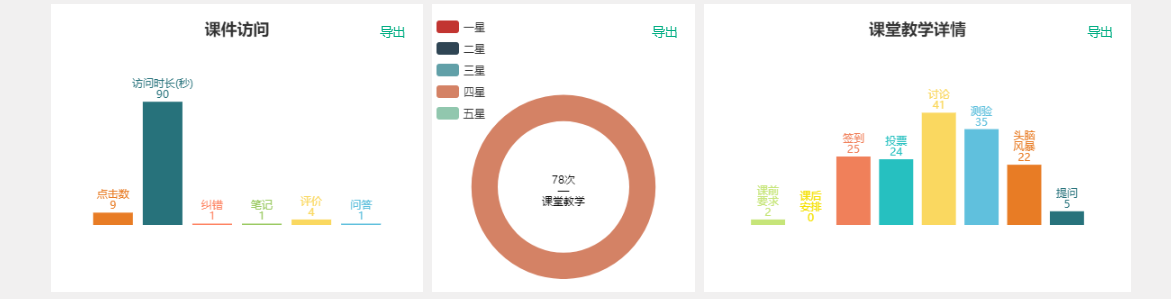 课件访问
导出
访问时长(秒)
90
点击数
9
纠错
1
笔记
1
评价
4
问答
1
一星
二星
三星
四星
五星
导出
78次
—
课堂教学
课堂教学详情
导出
课前
要求
2
课后
安排
0
签到
25
投票
24
讨论
41
测验
35
头脑
风暴
22
提问
5